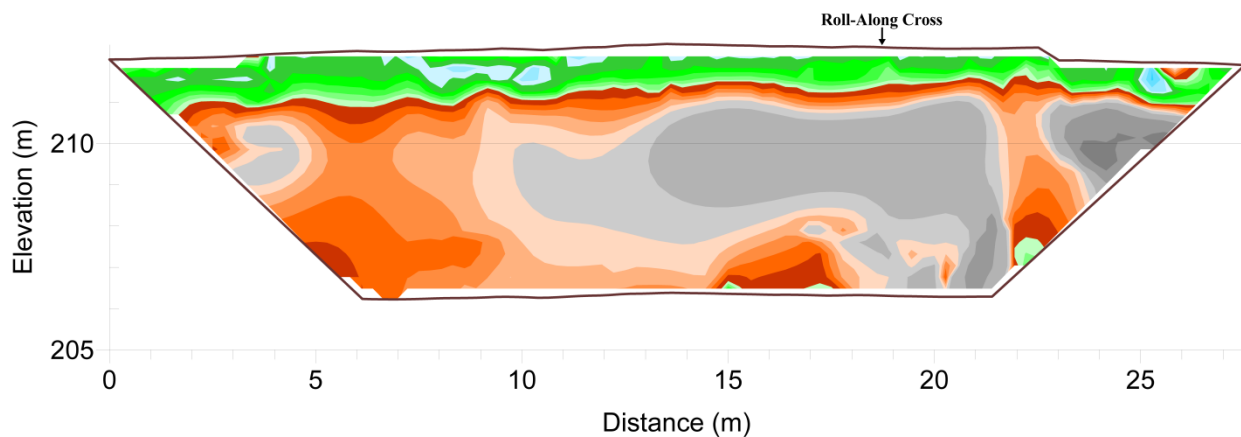 Roll-Along Cross
Elevation (m)
210
205
0 5 10 15 20 25
Distance (m)